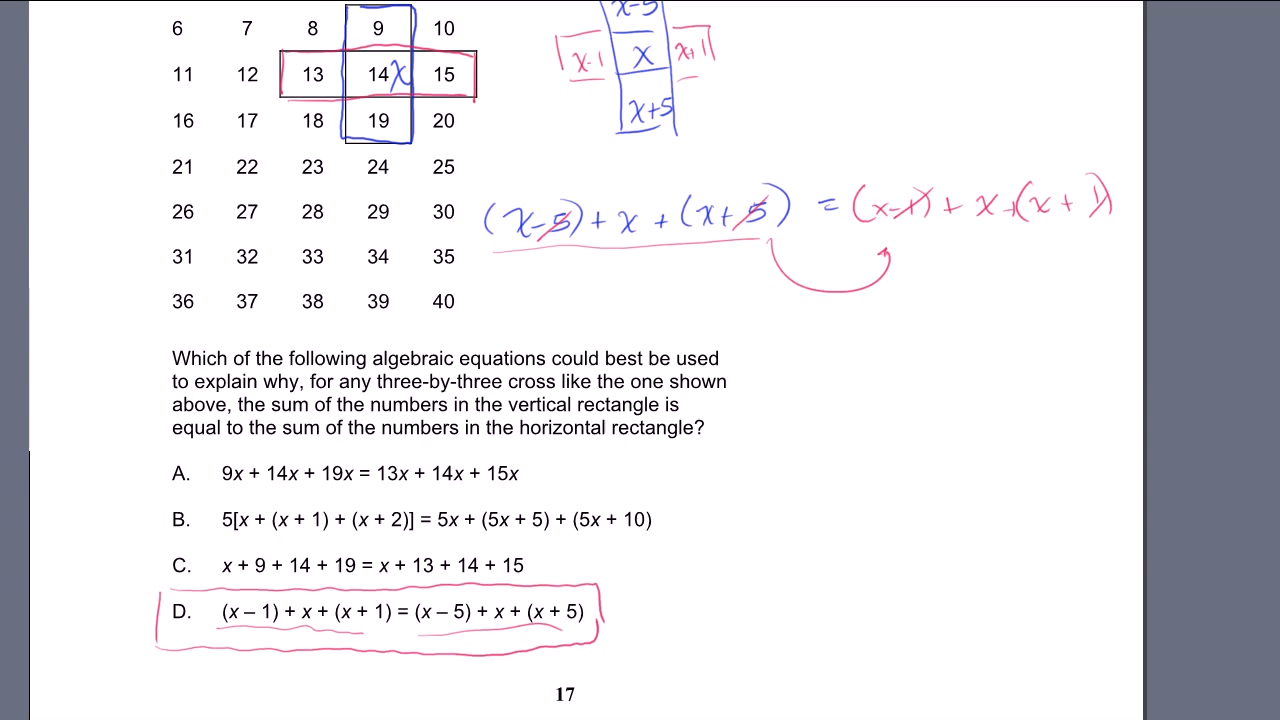 6 7 8 9 10
x-5
x-1 x x+1
11 12 13 14 x 15
x+5
16 17 18 19 20
21 22 23 24 25
(x-5) + x + (x+5) = (x-1) + x + (x + 1)
26 27 28 29 30
31 32 33 34 35
36 37 38 39 40
Which of the following algebraic equations could best be used
to explain why, for any three-by-three cross like the one shown
above, the sum of the numbers in the vertical rectangle is
equal to the sum of the numbers in the horizontal rectangle?
A. 9x + 14x + 19x = 13x + 14x + 15x
B. 5[x + (x + 1) + (x + 2)] = 5x + (5x + 5) + (5x + 10)
C. x + 9 + 14 + 19 = x + 13 + 14 + 15
D. (x – 1) + x + (x + 1) = (x – 5) + x + (x + 5)
17